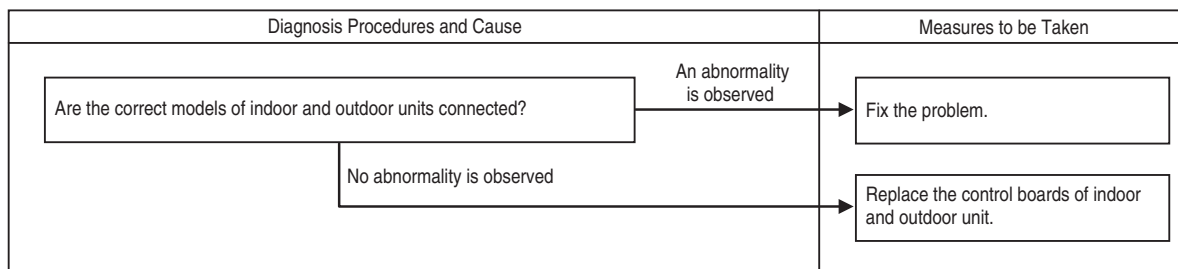 Diagnosis Procedures and Cause
Measures to be Taken
Are the correct models of indoor and outdoor units connected?
An abnormality
is observed
Fix the problem.
No abnormality is observed
Replace the control boards of indoor
and outdoor unit.